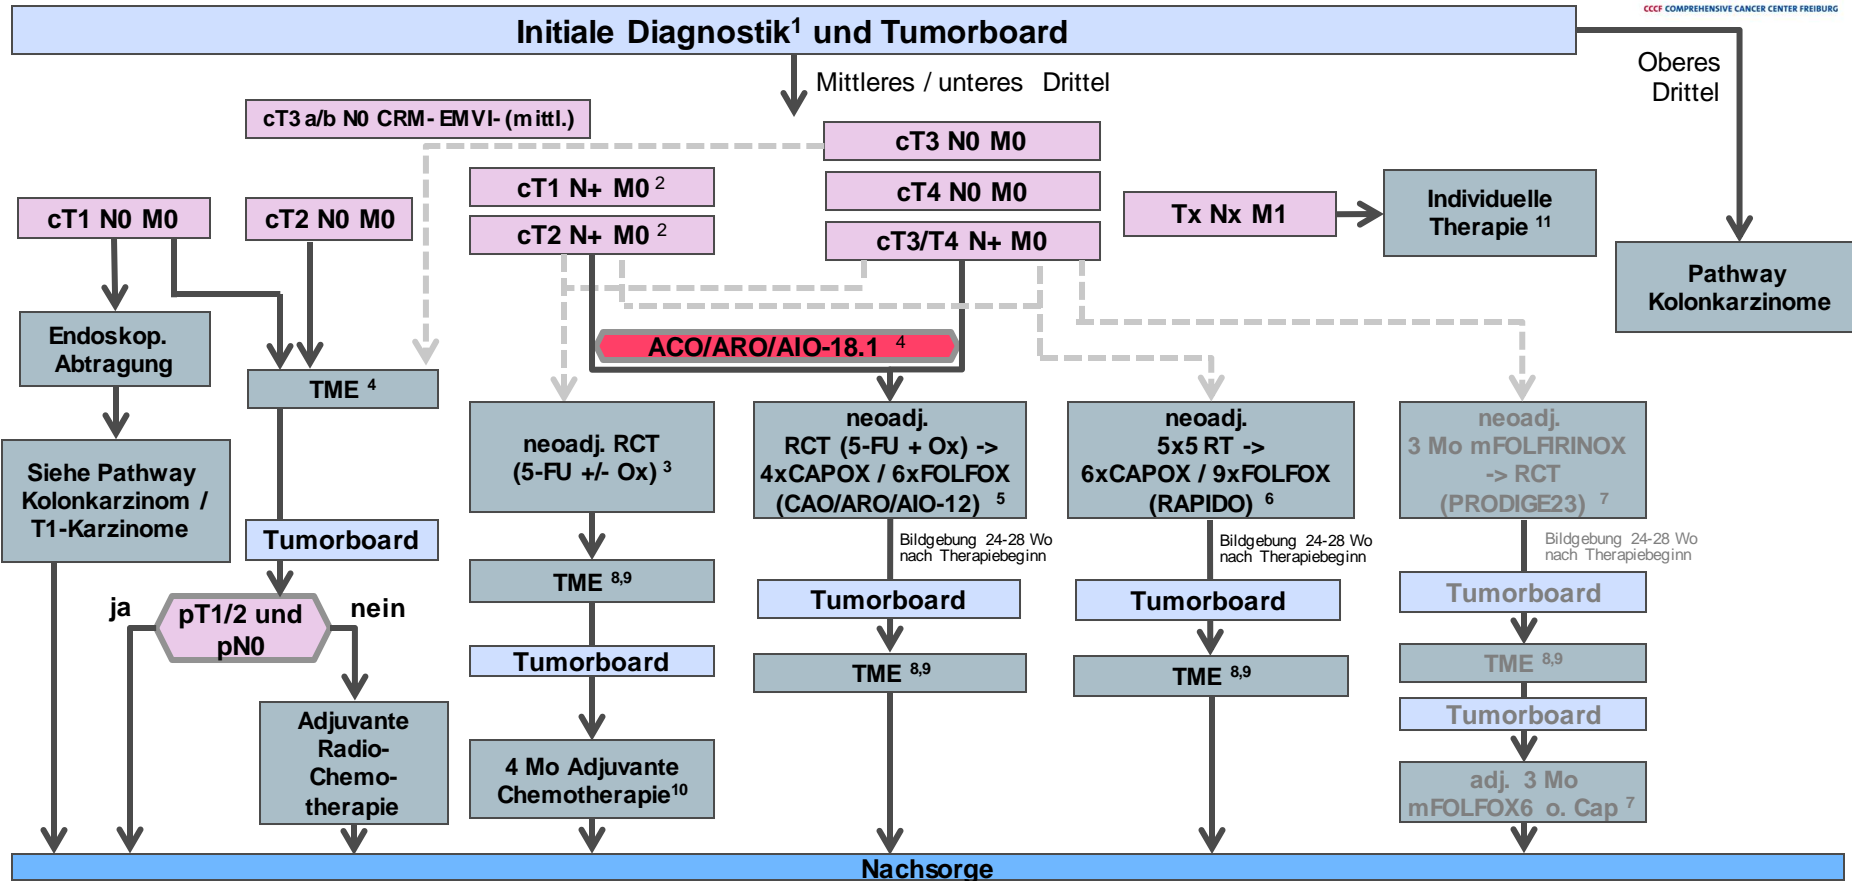 CCCF COMPREHENSIVE CANCER CENTER FREIBURG
Initiale Diagnostik1 und Tumorboard
Mittleres / unteres Drittel
Oberes
Drittel
cT3 a/b N0 CRM- EMVI- (mittl.)
cT3 N0 M0
cT1 N+ M0 2
cT4 N0 M0
cT1 N0 M0
cT2 N0 M0
cT2 N+ M0 2
cT3/T4 N+ M0
Tx Nx M1
Individuelle
Therapie 11
Pathway
Kolonkarzinome
Endoskop.
Abtragung
ACO/ARO/AIO-18.1 4
TME 4
Siehe Pathway
Kolonkarzinom /
T1-Karzinome
neoadj. RCT
(5-FU +/- Ox) 3
neoadj.
RCT (5-FU + Ox) ->
4xCAPOX / 6xFOLFOX
(CAO/ARO/AIO-12) 5
neoadj.
5x5 RT ->
6xCAPOX / 9xFOLFOX
(RAPIDO) 6
neoadj.
3 Mo mFOLFIRINOX
-> RCT
(PRODIGE23) 7
Tumorboard
Bildgebung 24-28 Wo
nach Therapiebeginn
Bildgebung 24-28 Wo
nach Therapiebeginn
Bildgebung 24-28 Wo
nach Therapiebeginn
TME 8,9
Tumorboard
Tumorboard
Tumorboard
ja
nein
pT1/2 und
pN0
Tumorboard
TME 8,9
TME 8,9
TME 8,9
Tumorboard
Adjuvante
Radio-
Chemo-
therapie
4 Mo Adjuvante
Chemotherapie10
adj. 3 Mo
mFOLFOX6 o. Cap 7
Nachsorge